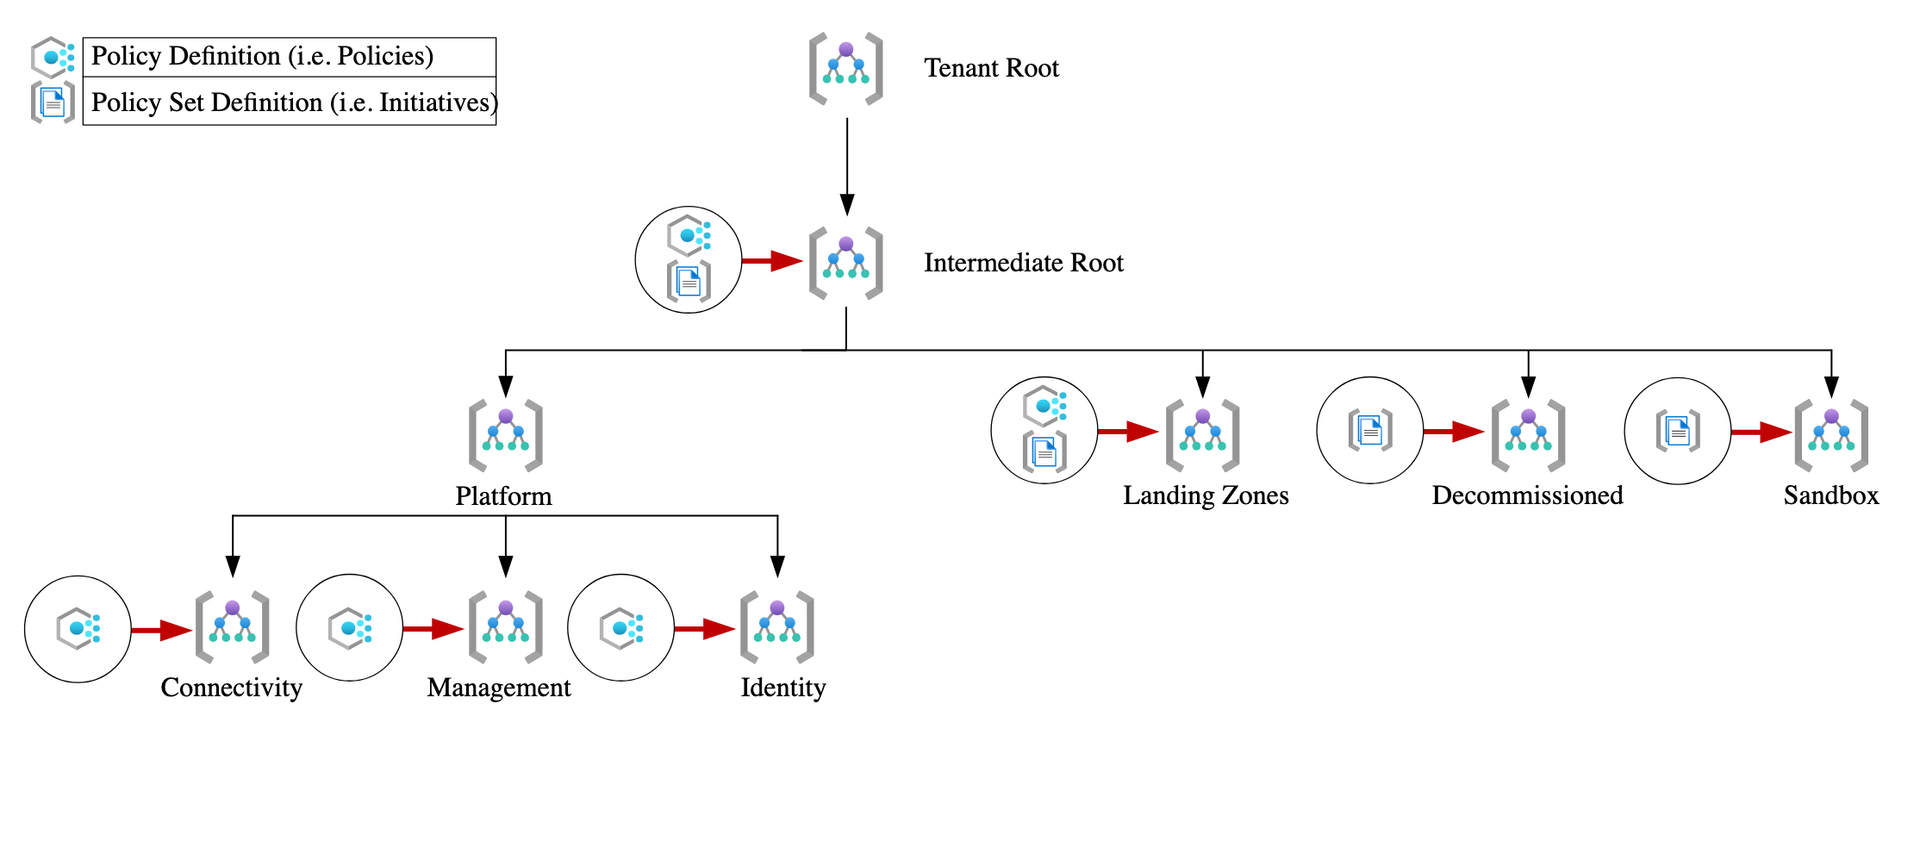 Policy Definition (i.e. Policies)
Policy Set Definition (i.e. Initiatives)
Tenant Root
Intermediate Root
Platform
Landing Zones
Decommissioned
Sandbox
Connectivity
Management
Identity